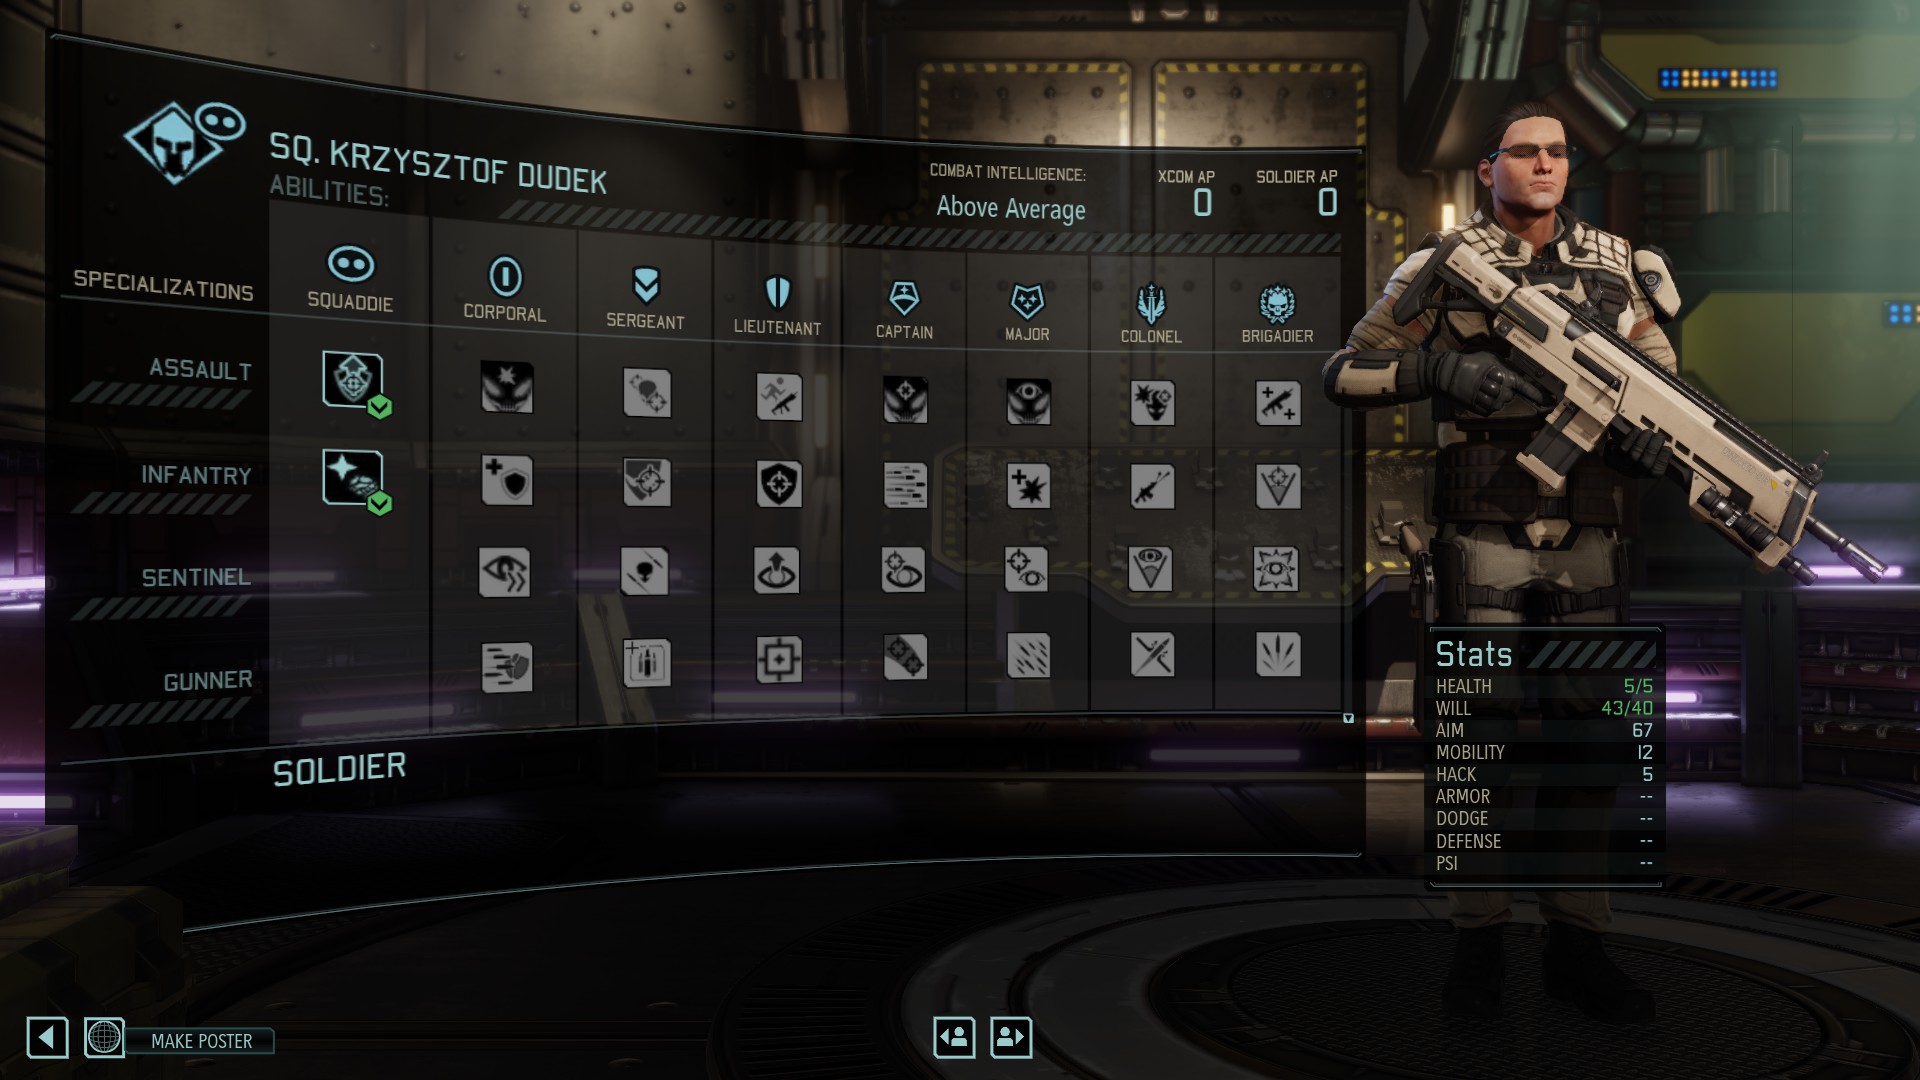 SQ. KRZYSZTOF DUDEK
ABILITIES:
COMBAT INTELLIGENCE:
Above Average
XCOM AP
0
SOLDIER AP
0
SPECIALIZATIONS
SQUADDIE
CORPORAL
SERGEANT
LIEUTENANT
CAPTAIN
MAJOR
COLONEL
BRIGADIER
ASSAULT
INFANTRY
SENTINEL
GUNNER
SOLDIER
Stats
HEALTH 5/5
WILL 43/40
AIM 67
MOBILITY 12
HACK 5
ARMOR --
DODGE --
DEFENSE --
PSI --
MAKE POSTER